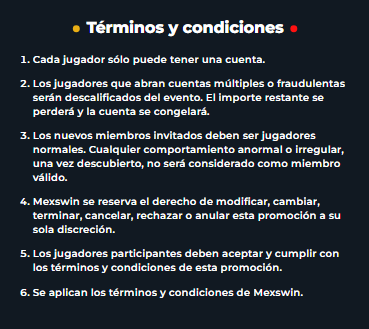 Términos y condiciones
1. Cada jugador sólo puede tener una cuenta.
2. Los jugadores que abran cuentas múltiples o fraudulentas
serán descalificados del evento. El importe restante se
perderá y la cuenta se congelará.
3. Los nuevos miembros invitados deben ser jugadores
normales. Cualquier comportamiento anormal o irregular,
una vez descubierto, no será considerado como miembro
válido.
4. Mexswin se reserva el derecho de modificar, cambiar,
terminar, cancelar, rechazar o anular esta promoción a su
sola discreción.
5. Los jugadores participantes deben aceptar y cumplir con
los términos y condiciones de esta promoción.
6. Se aplican los términos y condiciones de Mexswin.